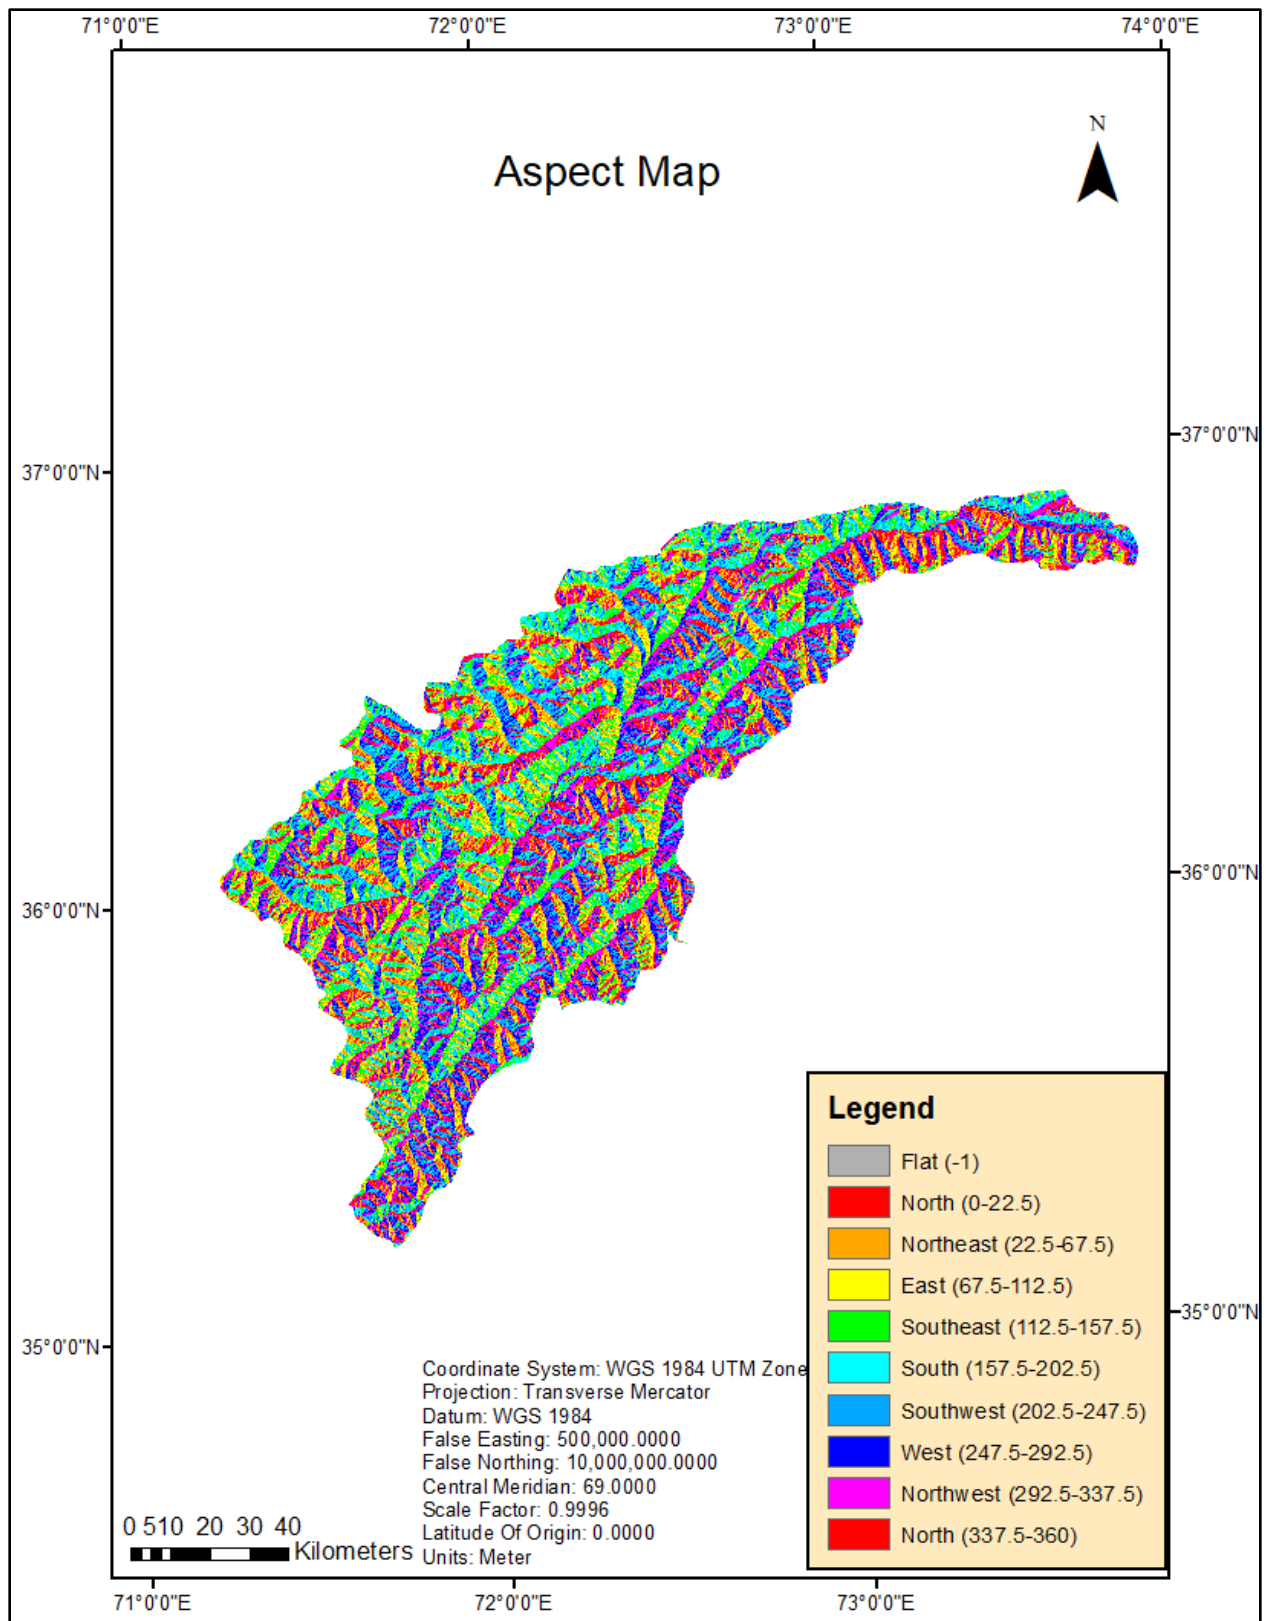 71°0'0"E 72°0'0"E 73°0'0"E 74°0'0"E
N
Aspect Map
37°0'0"N
37°0'0"N
36°0'0"N
36°0'0"N
35°0'0"N
35°0'0"N
Legend
Flat (-1)
North (0-22.5)
Northeast (22.5-67.5)
East (67.5-112.5)
Southeast (112.5-157.5)
South (157.5-202.5)
Southwest (202.5-247.5)
West (247.5-292.5)
Northwest (292.5-337.5)
North (337.5-360)
Coordinate System: WGS 1984 UTM Zone
Projection: Transverse Mercator
Datum: WGS 1984
False Easting: 500,000.0000
False Northing: 10,000,000.0000
Central Meridian: 69.0000
Scale Factor: 0.9996
Latitude Of Origin: 0.0000
Units: Meter
0 510 20 30 40
Kilometers
71°0'0"E 72°0'0"E 73°0'0"E